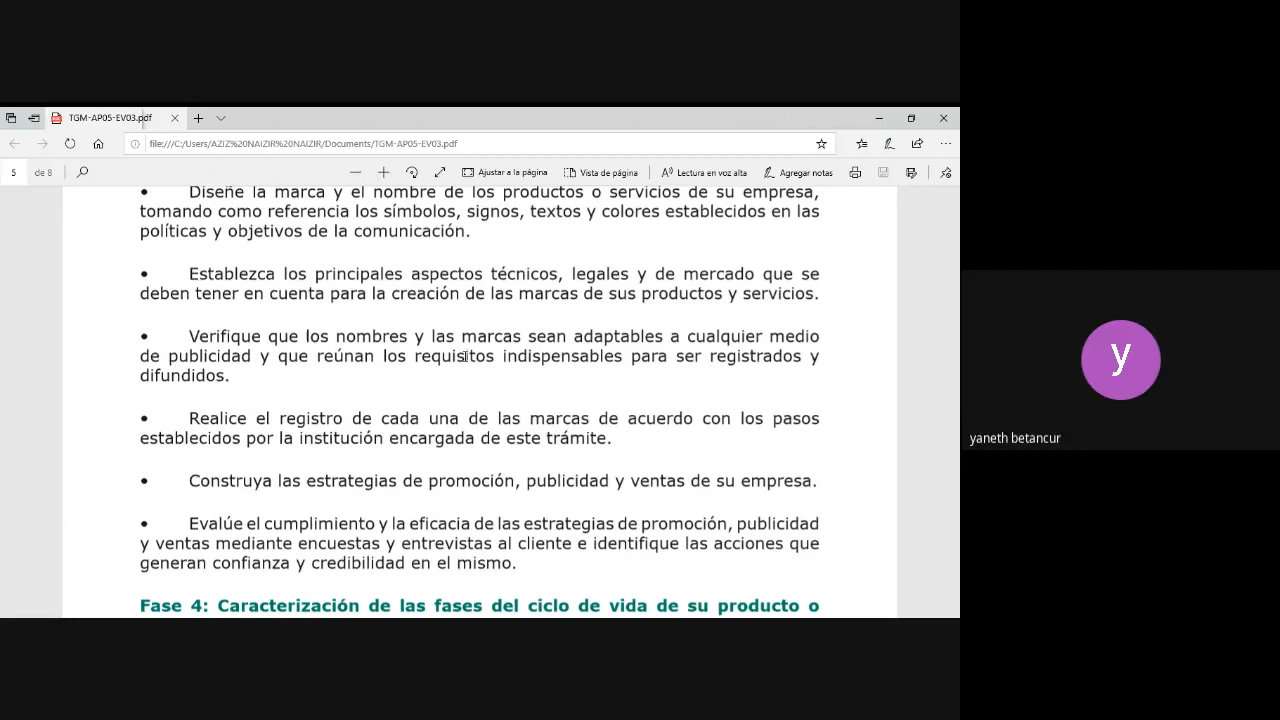 TGM-AP05-EV03.pdf
file:///C:/Users/AZIZ%20NAIZIR%20NAIZIR/Documents/TGM-AP05-EV03.pdf
5 de 8 Ajustar a la página Vista de página Lectura en voz alta Agregar notas
• Diseñe la marca y el nombre de los productos o servicios de su empresa,
tomando como referencia los símbolos, signos, textos y colores establecidos en las
políticas y objetivos de la comunicación.
• Establezca los principales aspectos técnicos, legales y de mercado que se
deben tener en cuenta para la creación de las marcas de sus productos y servicios.
• Verifique que los nombres y las marcas sean adaptables a cualquier medio
de publicidad y que reúnan los requisitos indispensables para ser registrados y
difundidos.
• Realice el registro de cada una de las marcas de acuerdo con los pasos
establecidos por la institución encargada de este trámite.
• Construya las estrategias de promoción, publicidad y ventas de su empresa.
• Evalúe el cumplimiento y la eficacia de las estrategias de promoción, publicidad
y ventas mediante encuestas y entrevistas al cliente e identifique las acciones que
generan confianza y credibilidad en el mismo.
Fase 4: Caracterización de las fases del ciclo de vida de su producto o
y
yaneth betancur